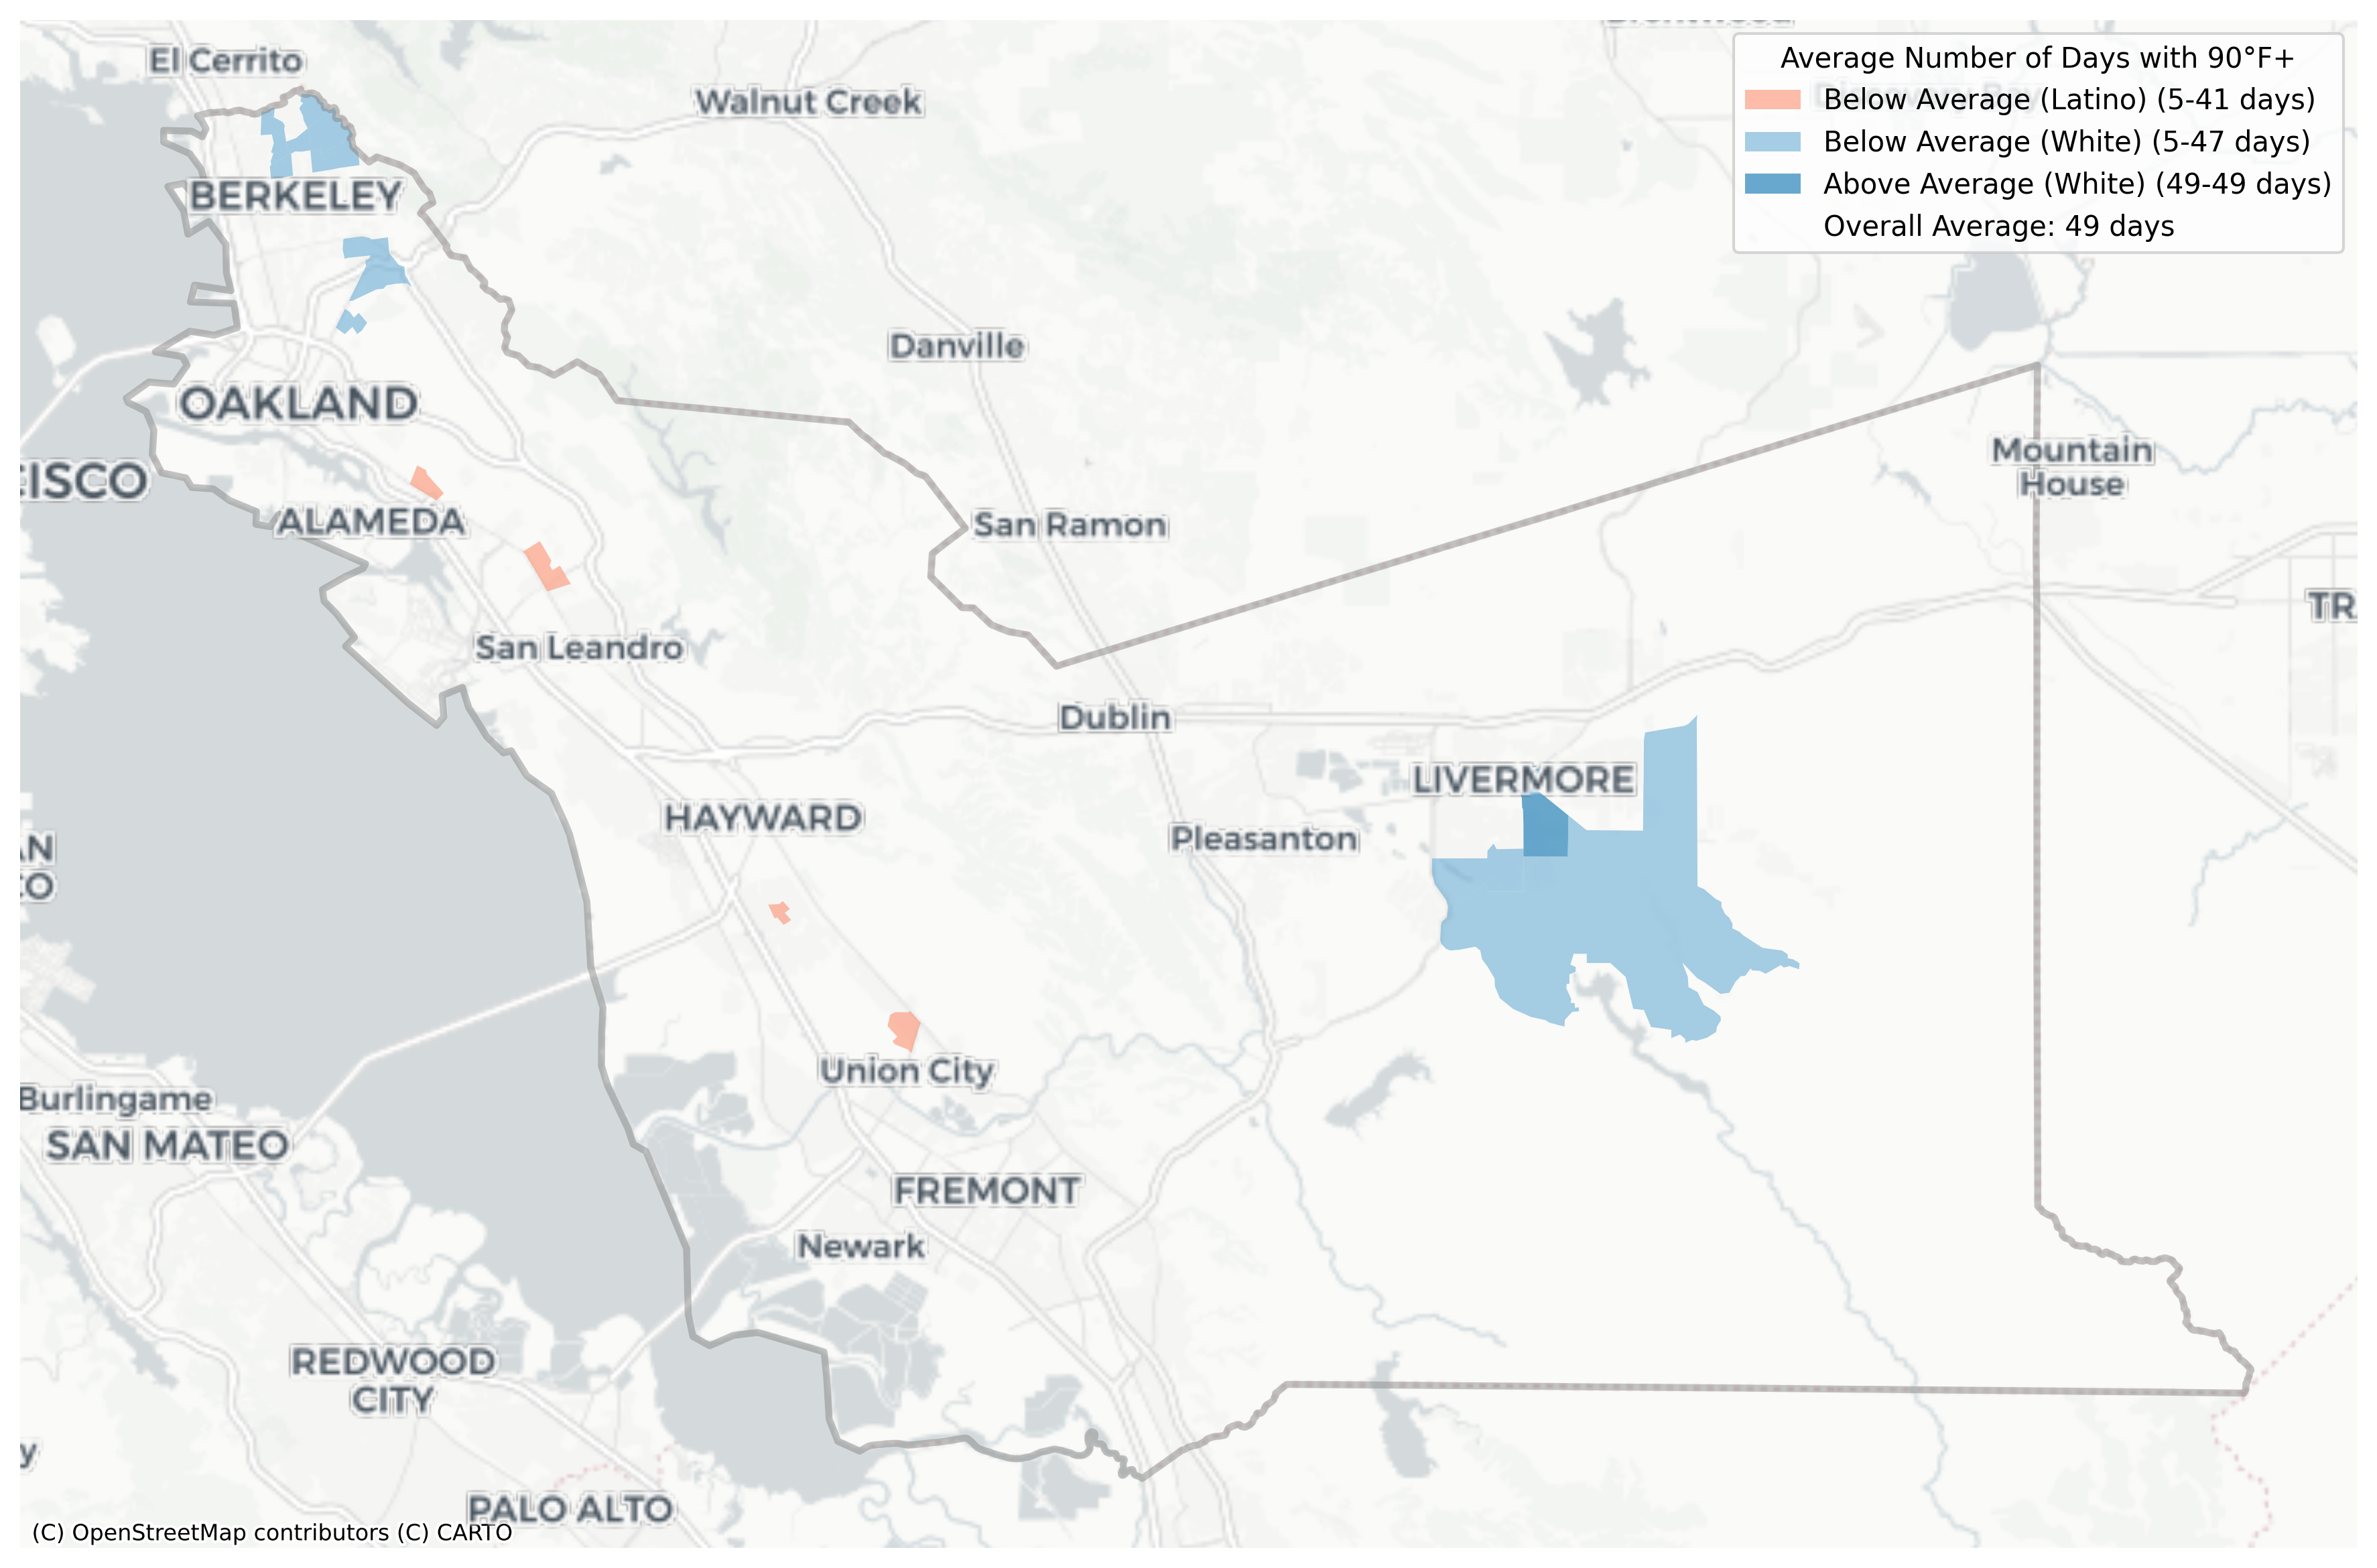 El Cerrito
Walnut Creek
Average Number of Days with 90°F+
Below Average (Latino) (5-41 days)
Below Average (White) (5-47 days)
Above Average (White) (49-49 days)
Overall Average: 49 days
BERKELEY
Danville
OAKLAND
Mountain
House
CISCO
ALAMEDA
San Ramon
TR
San Leandro
Dublin
LIVERMORE
HAYWARD
Pleasanton
AN
CO
Union City
Burlingame
SAN MATEO
FREMONT
Newark
REDWOOD
CITY
y
PALO ALTO
(C) OpenStreetMap contributors (C) CARTO